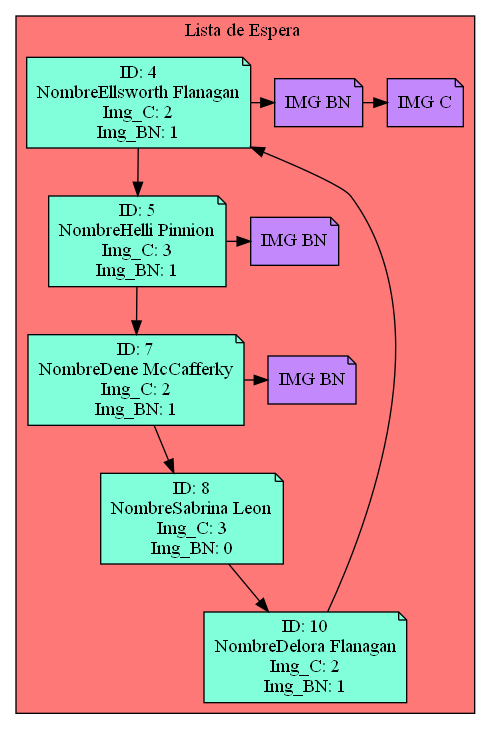 Lista de Espera
ID: 4
NombreEllsworth Flanagan
Img_C: 2
Img_BN: 1
IMG BN
IMG C
ID: 5
NombreHelli Pinnion
Img_C: 3
Img_BN: 1
IMG BN
ID: 7
NombreDene McCafferky
Img_C: 2
Img_BN: 1
IMG BN
ID: 8
NombreSabrina Leon
Img_C: 3
Img_BN: 0
ID: 10
NombreDelora Flanagan
Img_C: 2
Img_BN: 1